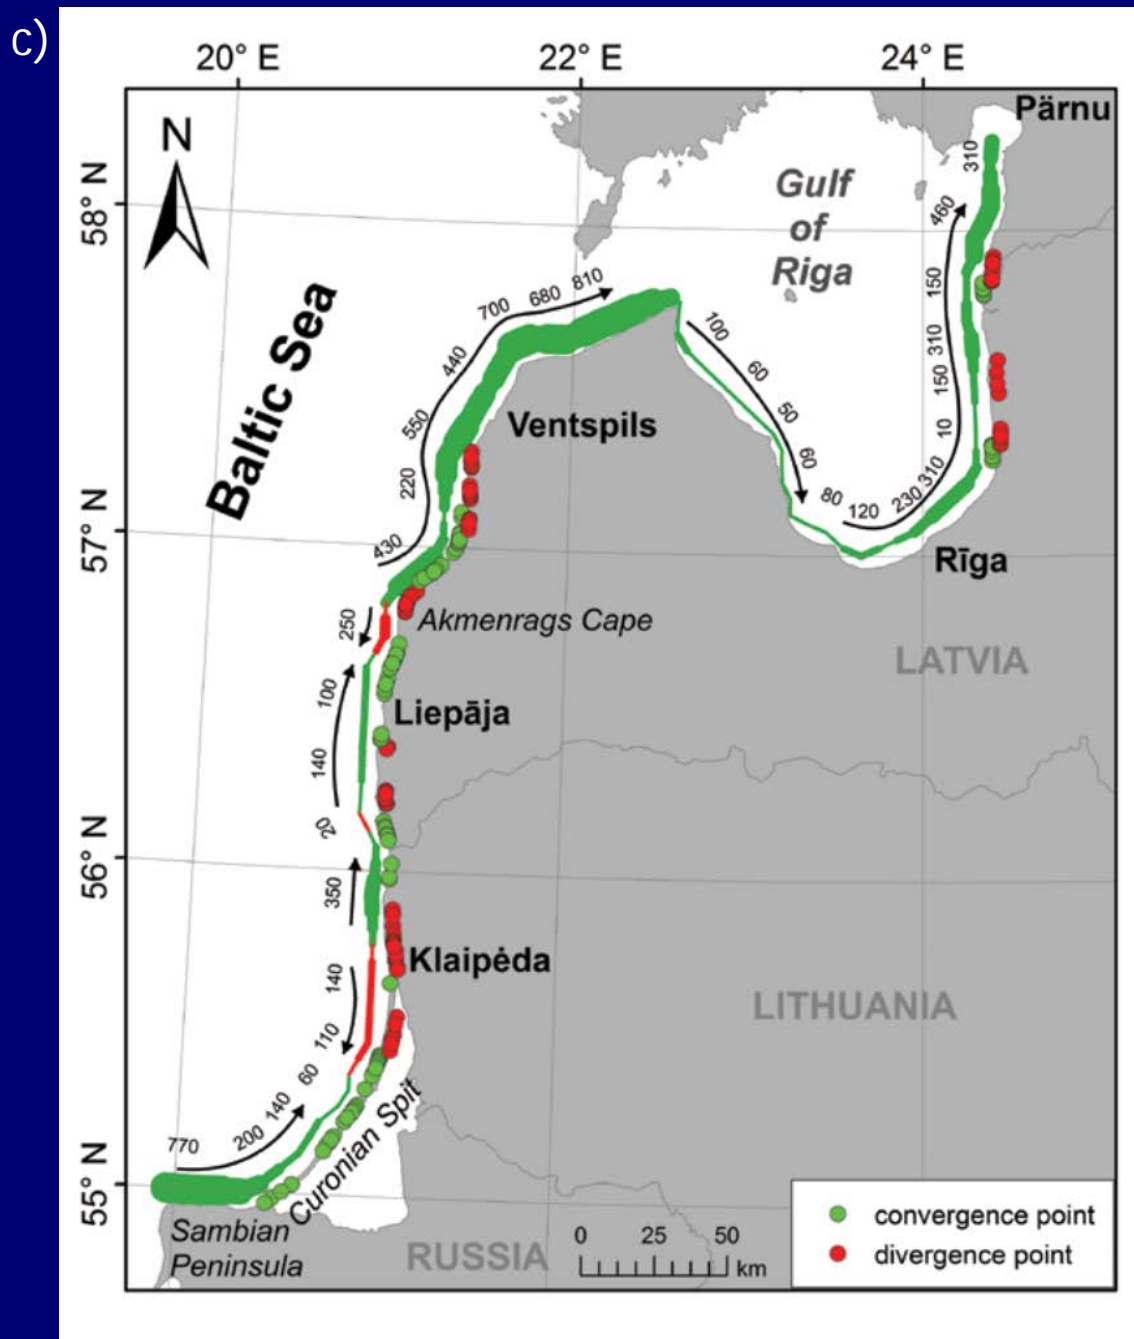 c)
20° E
22° E
24° E
N
58° N
57° N
56° N
55° N
Pärnu
Gulf
of
Riga
Baltic Sea
Ventspils
Rīga
Akmenrags Cape
LATVIA
Liepāja
Klaipėda
LITHUANIA
Curonian Spit
Sambian
Peninsula
RUSSIA
770
200
140
60
110
140
350
20
140
100
250
430
220
550
440
700
680
810
100
60
50
60
80
120
230
310
10
150
310
150
460
310
0 25 50
km
convergence point
divergence point